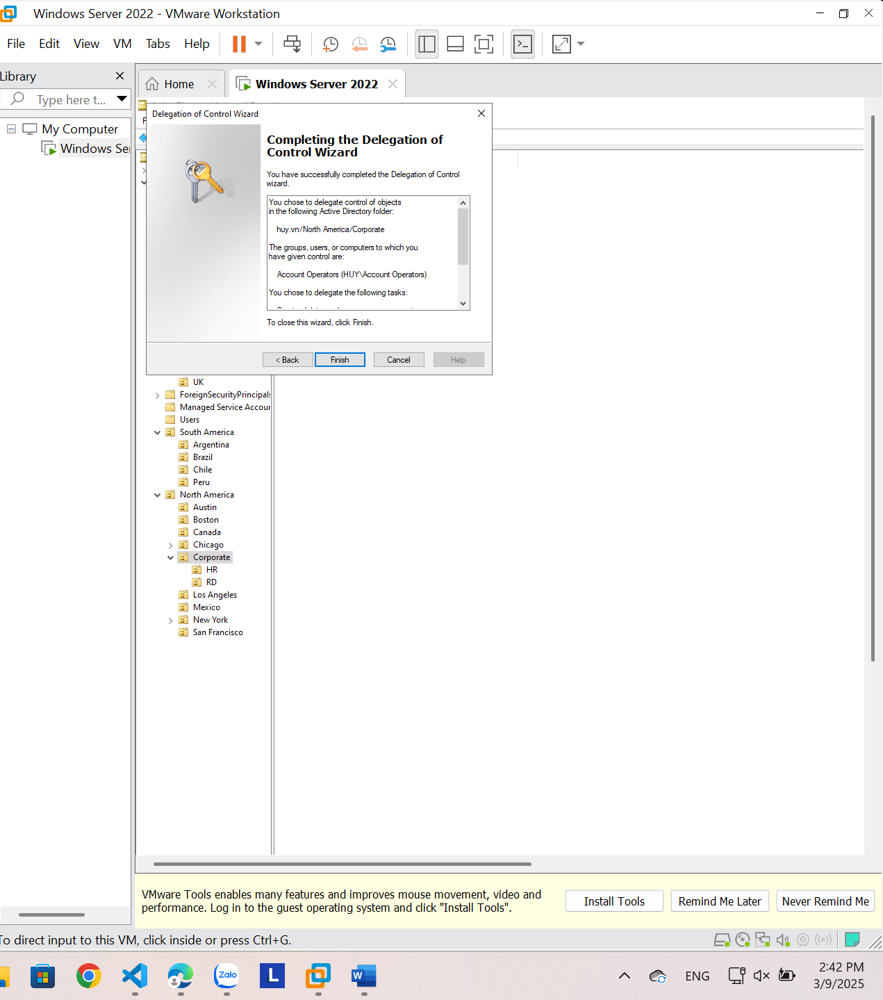 Windows Server 2022 - VMware Workstation
File Edit View VM Tabs Help
Library
Home
Windows Server 2022
Type here t...
My Computer
Windows Ser
Delegation of Control Wizard
Completing the Delegation of
Control Wizard
You have successfully completed the Delegation of Control
wizard.
You chose to delegate control of objects
in the following Active Directory folder:
huy.vn/North America/Corporate
The groups, users, or computers to which you
have given control are:
Account Operators (HUY\Account Operators)
You chose to delegate the following tasks:
To close this wizard, click Finish.
< Back
Finish
Cancel
Help
UK
ForeignSecurityPrincipals
Managed Service Accour
Users
South America
Argentina
Brazil
Chile
Peru
North America
Austin
Boston
Canada
Chicago
Corporate
HR
RD
Los Angeles
Mexico
New York
San Francisco
VMware Tools enables many features and improves mouse movement, video and
performance. Log in to the guest operating system and click "Install Tools".
Install Tools
Remind Me Later
Never Remind Me
To direct input to this VM, click inside or press Ctrl+G.
Zalo
L
W
ENG
2:42 PM
3/9/2025